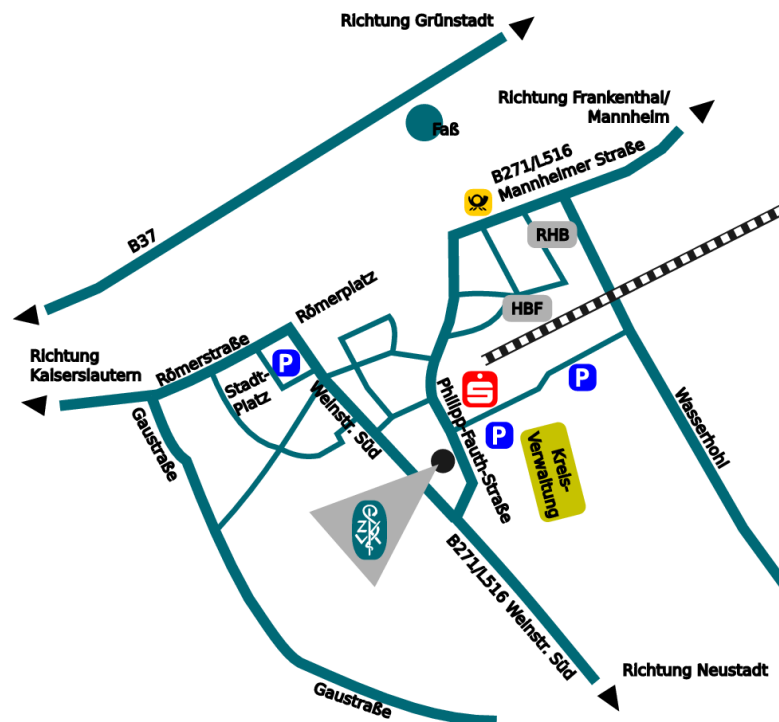 Richtung Grünstadt
Richtung Frankenthal/
Mannheim
Faß
B271/L516
Mannheimer Straße
B37
RHB
Römerplatz
HBF
Römerstraße
Richtung
Kaiserslautern
P
Stadt-
Platz
Weinstr. Süd
P
Philipp-Fauth-Straße
Wasserhohl
Gaustraße
P
Kreis-
verwaltung
B271/L516 Weinstr. Süd
Richtung Neustadt
Gaustraße